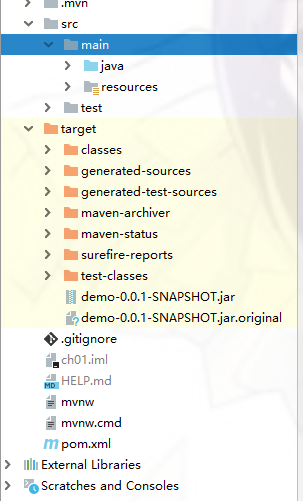 .mvn
src
main
java
resources
test
target
classes
generated-sources
generated-test-sources
maven-archiver
maven-status
surefire-reports
test-classes
demo-0.0.1-SNAPSHOT.jar
demo-0.0.1-SNAPSHOT.jar.original
.gitignore
ch01.iml
MD HELP.md
mvnw
mvnw.cmd
m pom.xml
External Libraries
Scratches and Consoles